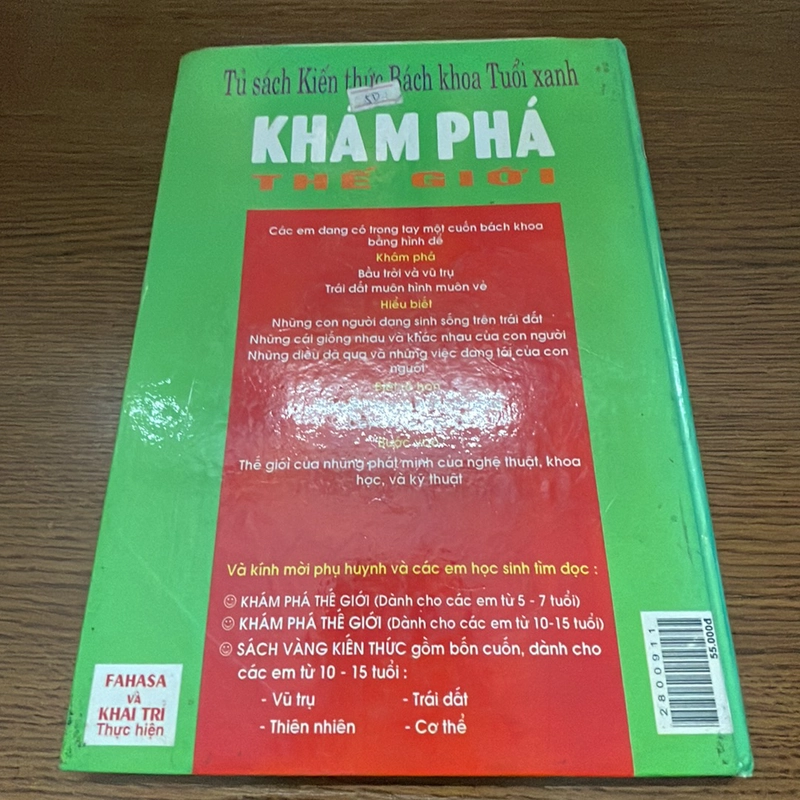 Tủ sách Kiến thức Bách khoa Tuổi xanh
50
KHÁM PHÁ
THẾ GIỚI
Các em đang có trong tay một cuốn bách khoa
bằng hình để
Khám phá
Bầu trời và vũ trụ
Trái đất muôn hình muôn vẻ
Hiểu biết
Những con người đang sinh sống trên trái đất
Những cái giống nhau và khác nhau của con người
Những điều đã qua và những việc đang tới của con
người
Thế giới của những phát minh của nghệ thuật, khoa
học, và kỹ thuật
Và kính mời phụ huynh và các em học sinh tìm đọc :
KHÁM PHÁ THẾ GIỚI (Dành cho các em từ 5 - 7 tuổi)
KHÁM PHÁ THẾ GIỚI (Dành cho các em từ 10-15 tuổi)
SÁCH VÀNG KIẾN THỨC gồm bốn cuốn, dành cho
các em từ 10 - 15 tuổi :
- Vũ trụ - Trái đất
- Thiên nhiên - Cơ thể
FAHASA
VÀ
KHAI TRÍ
Thực hiện
2800911
55.000đ